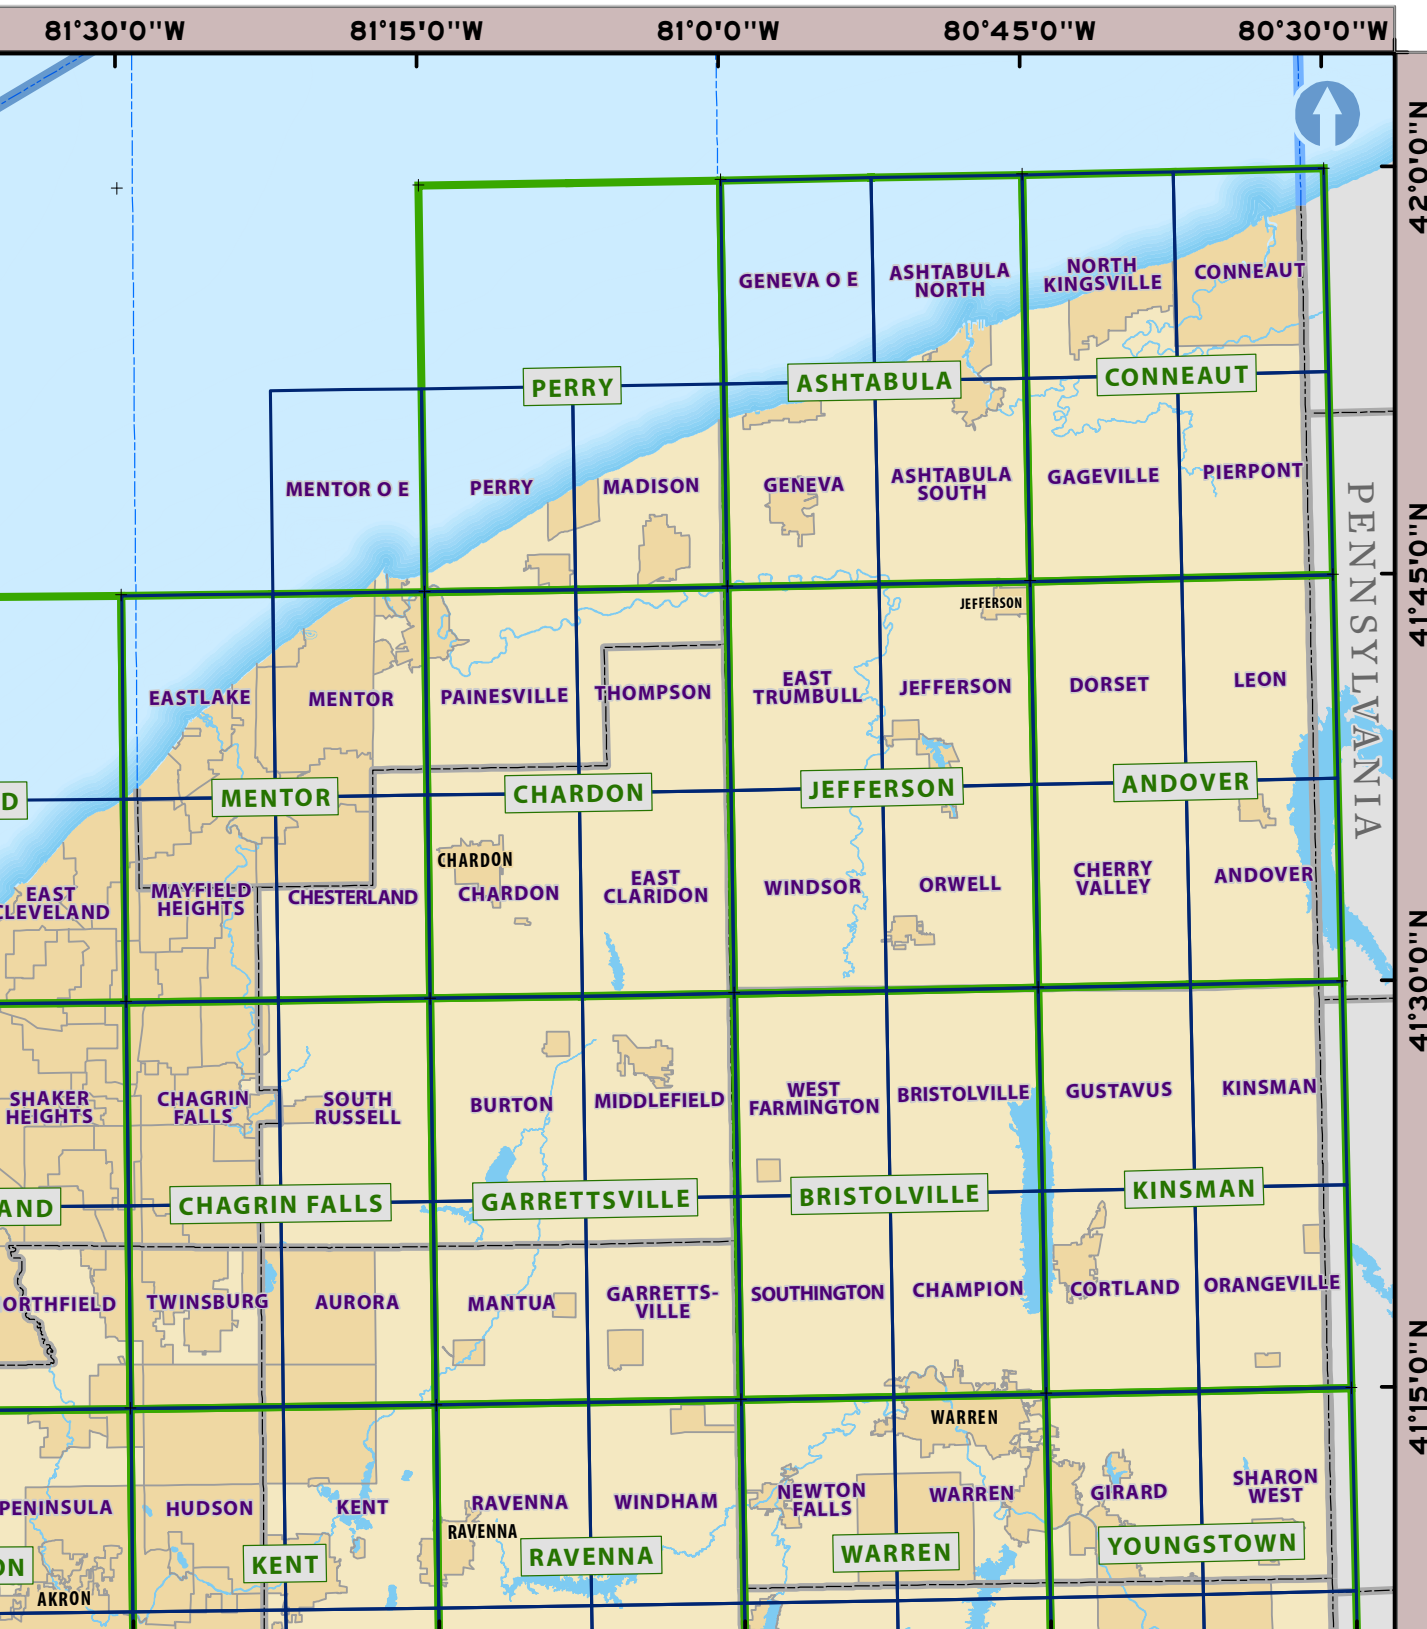 81°30'0"W
81°15'0"W
81°0'0"W
80°45'0"W
80°30'0"W
42°0'0"N
GENEVA O E
ASHTABULA
NORTH
NORTH
KINGSVILLE
CONNEAUT
PERRY
ASHTABULA
CONNEAUT
MENTOR O E
PERRY
MADISON
GENEVA
ASHTABULA
SOUTH
GAGEVILLE
PIERPONT
PENNSYLVANIA
41°45'0"N
JEFFERSON
EASTLAKE
MENTOR
PAINESVILLE
THOMPSON
EAST
TRUMBULL
JEFFERSON
DORSET
LEON
D
MENTOR
CHARDON
JEFFERSON
ANDOVER
CHARDON
EAST
CLEVELAND
MAYFIELD
HEIGHTS
CHESTERLAND
CHARDON
EAST
CLARIDON
WINDSOR
ORWELL
CHERRY
VALLEY
ANDOVER
41°30'0"N
SHAKER
HEIGHTS
CHAGRIN
FALLS
SOUTH
RUSSELL
BURTON
MIDDLEFIELD
WEST
FARMINGTON
BRISTOLVILLE
GUSTAVUS
KINSMAN
AND
CHAGRIN FALLS
GARRETTSVILLE
BRISTOLVILLE
KINSMAN
ORTHFIELD
TWINSBURG
AURORA
MANTUA
GARRETTS-
VILLE
SOUTHINGTON
CHAMPION
CORTLAND
ORANGEVILLE
41°15'0"N
WARREN
PENINSULA
HUDSON
KENT
RAVENNA
WINDHAM
NEWTON
FALLS
WARREN
GIRARD
SHARON
WEST
RAVENNA
ON
KENT
RAVENNA
WARREN
YOUNGSTOWN
AKRON